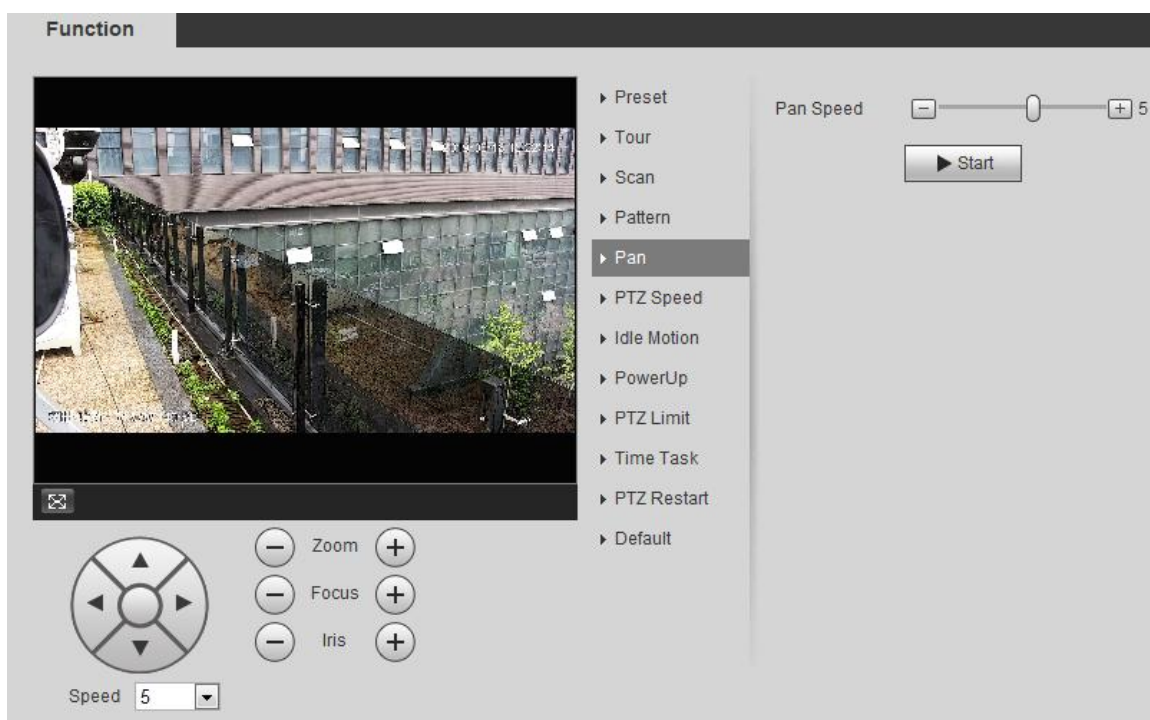 Function
Preset
Tour
Scan
Pattern
Pan
PTZ Speed
Idle Motion
PowerUp
PTZ Limit
Time Task
PTZ Restart
Default
Pan Speed 5
Start
Zoom
Focus
Iris
Speed 5